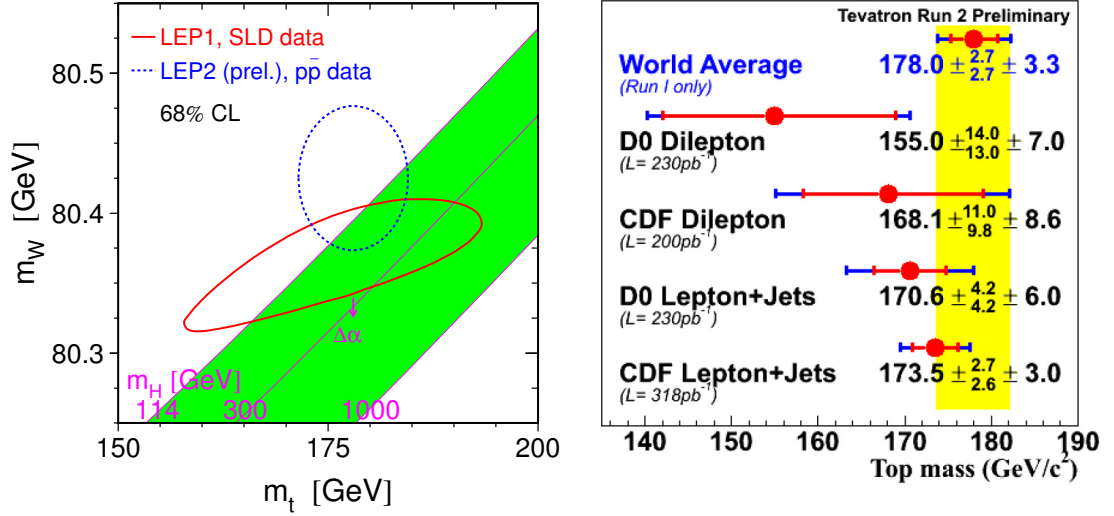 LEP1, SLD data
LEP2 (prel.), pp̄ data
68% CL
80.5
80.4
80.3
m_W [GeV]
Δα
m_H [GeV]
114 300 1000
150 175 200
m_t [GeV]
Tevatron Run 2 Preliminary
World Average 178.0 ± 2.7 2.7 ± 3.3
(Run I only)
D0 Dilepton 155.0 ± 14.0 13.0 ± 7.0
(L= 230pb⁻¹)
CDF Dilepton 168.1 ± 11.0 9.8 ± 8.6
(L= 200pb⁻¹)
D0 Lepton+Jets 170.6 ± 4.2 4.2 ± 6.0
(L= 230pb⁻¹)
CDF Lepton+Jets 173.5 ± 2.7 2.6 ± 3.0
(L= 318pb⁻¹)
140 150 160 170 180 190
Top mass (GeV/c²)